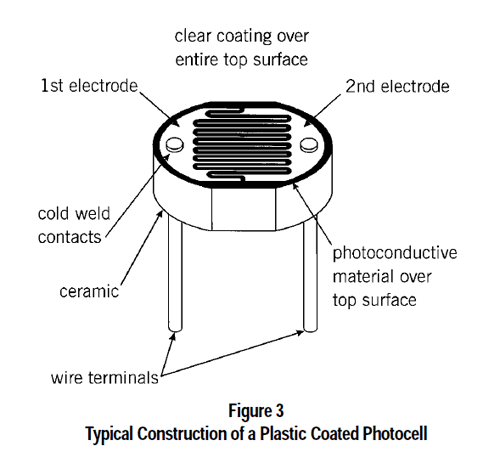 clear coating over
entire top surface
1st electrode
2nd electrode
cold weld
contacts
photoconductive
material over
top surface
ceramic
wire terminals
Figure 3
Typical Construction of a Plastic Coated Photocell